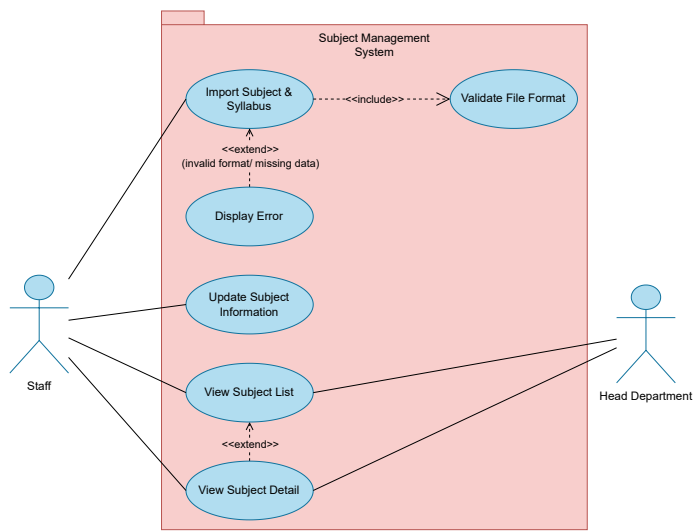 Subject Management
System
Import Subject &
Syllabus
<<include>>
Validate File Format
<<extend>>
(invalid format/ missing data)
Display Error
Update Subject
Information
Staff
View Subject List
Head Department
<<extend>>
View Subject Detail